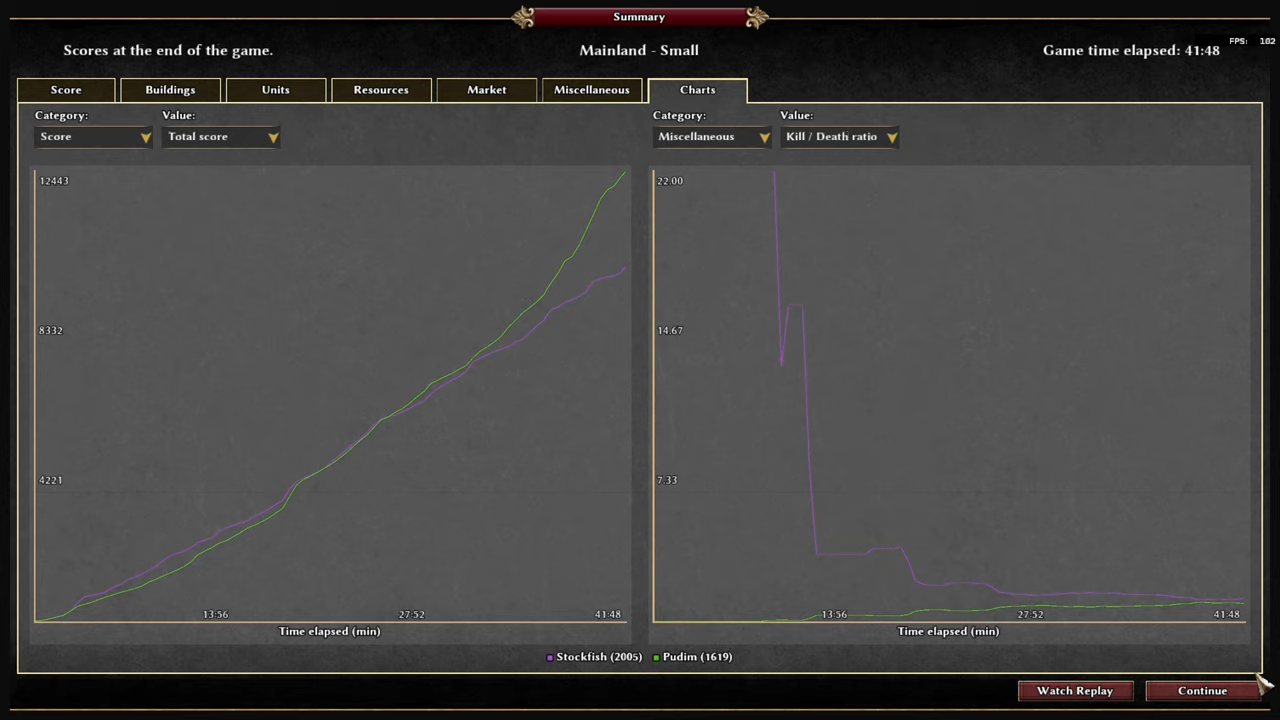 Summary
Scores at the end of the game.
Mainland - Small
Game time elapsed: 41:48
FPS: 102
Score
Buildings
Units
Resources
Market
Miscellaneous
Charts
Category:
Value:
Score
Total score
Category:
Value:
Miscellaneous
Kill / Death ratio
12443
8332
4221
13:56
27:52
41:48
Time elapsed (min)
22.00
14.67
7.33
13:56
27:52
41:48
Time elapsed (min)
Stockfish (2005)
Pudim (1619)
Watch Replay
Continue